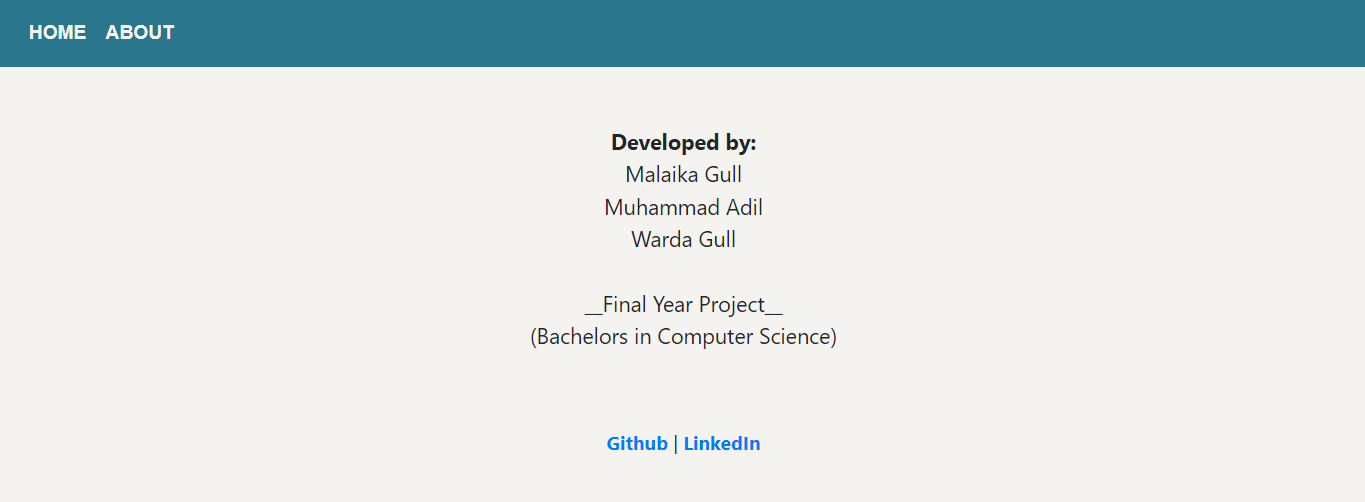 HOME ABOUT
Developed by:
Malaika Gull
Muhammad Adil
Warda Gull
__Final Year Project__
(Bachelors in Computer Science)
Github | LinkedIn